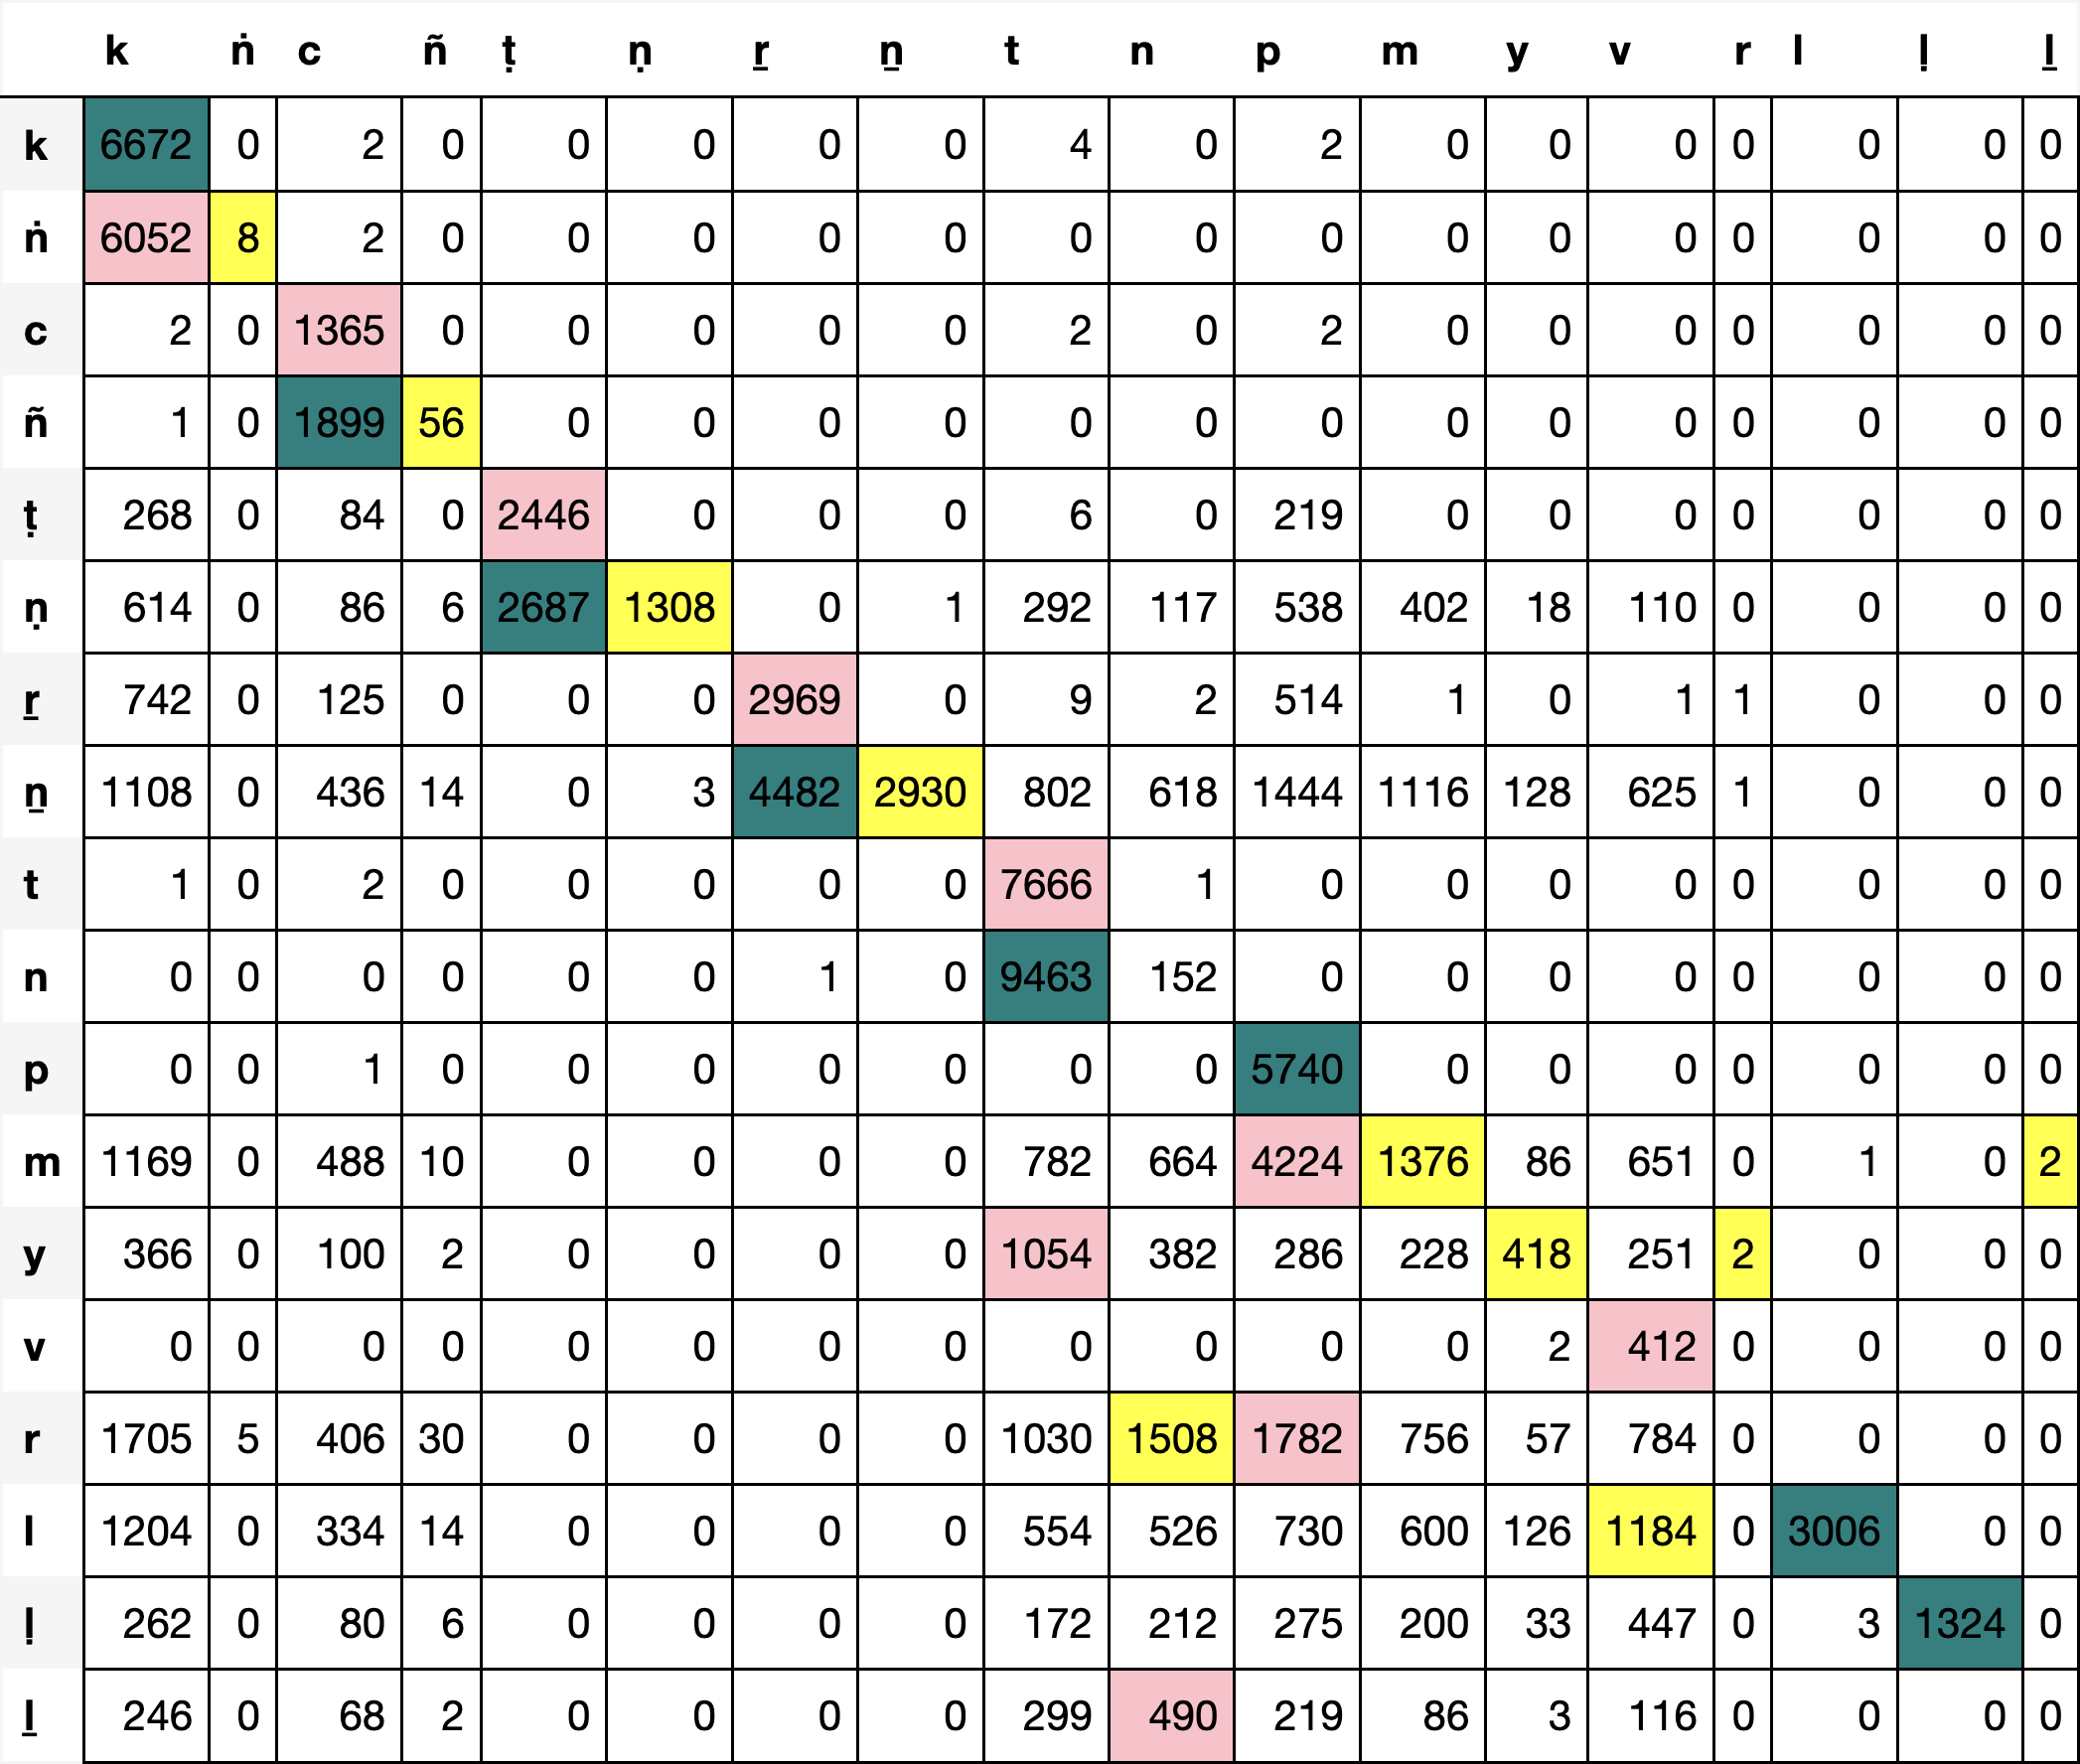 k ṅ c ñ ṭ ṇ ṟ ṉ t n p m y v r l ḷ ḻ
k 6672 0 2 0 0 0 0 0 4 0 2 0 0 0 0 0 0 0
ṅ 6052 8 2 0 0 0 0 0 0 0 0 0 0 0 0 0 0 0
c 2 0 1365 0 0 0 0 0 2 0 2 0 0 0 0 0 0 0
ñ 1 0 1899 56 0 0 0 0 0 0 0 0 0 0 0 0 0 0
ṭ 268 0 84 0 2446 0 0 0 6 0 219 0 0 0 0 0 0 0
ṇ 614 0 86 6 2687 1308 0 1 292 117 538 402 18 110 0 0 0 0
ṟ 742 0 125 0 0 0 2969 0 9 2 514 1 0 1 1 0 0 0
ṉ 1108 0 436 14 0 3 4482 2930 802 618 1444 1116 128 625 1 0 0 0
t 1 0 2 0 0 0 0 0 7666 1 0 0 0 0 0 0 0 0
n 0 0 0 0 0 0 1 0 9463 152 0 0 0 0 0 0 0 0
p 0 0 1 0 0 0 0 0 0 0 5740 0 0 0 0 0 0 0
m 1169 0 488 10 0 0 0 0 782 664 4224 1376 86 651 0 1 0 2
y 366 0 100 2 0 0 0 0 1054 382 286 228 418 251 2 0 0 0
v 0 0 0 0 0 0 0 0 0 0 0 0 2 412 0 0 0 0
r 1705 5 406 30 0 0 0 0 1030 1508 1782 756 57 784 0 0 0 0
l 1204 0 334 14 0 0 0 0 554 526 730 600 126 1184 0 3006 0 0
ḷ 262 0 80 6 0 0 0 0 172 212 275 200 33 447 0 3 1324 0
ḻ 246 0 68 2 0 0 0 0 299 490 219 86 3 116 0 0 0 0